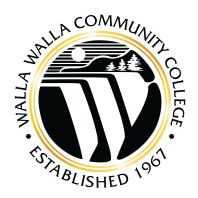 WALLA WALLA COMMUNITY COLLEGE
• ESTABLISHED 1967 •